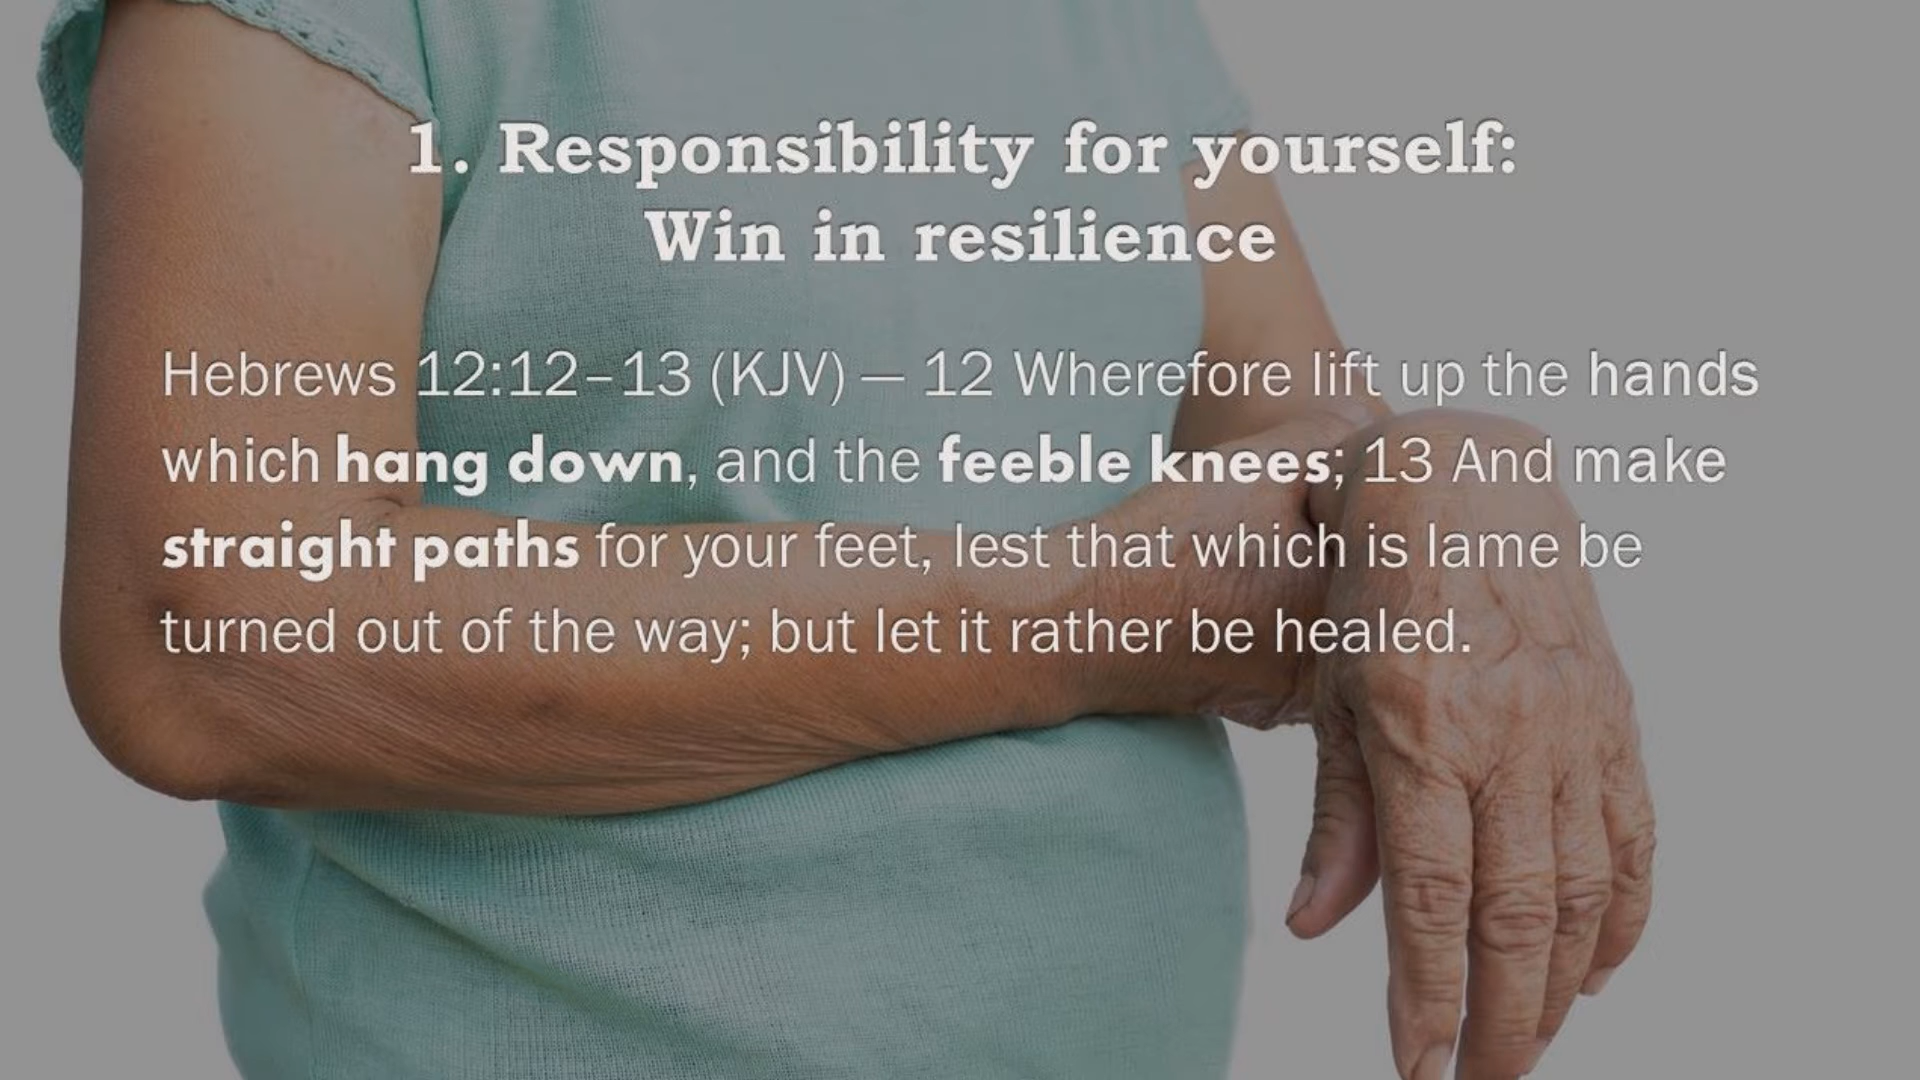 1. Responsibility for yourself:
Win in resilience
Hebrews 12:12–13 (KJV) — 12 Wherefore lift up the hands
which hang down, and the feeble knees; 13 And make
straight paths for your feet, lest that which is lame be
turned out of the way; but let it rather be healed.